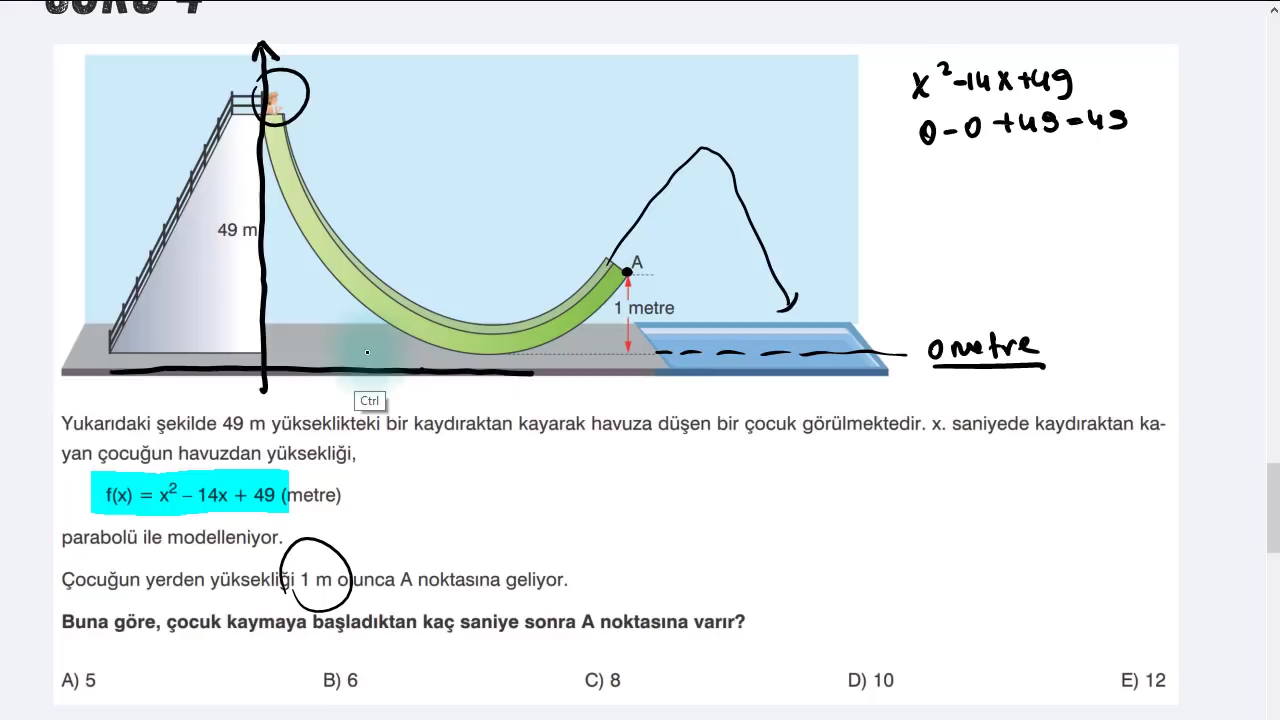 SORU 4
x² - 14x + 49
0 - 0 + 49 = 49
49 m
A
1 metre
0 metre
Ctrl
Yukarıdaki şekilde 49 m yükseklikteki bir kaydıraktan kayarak havuza düşen bir çocuk görülmektedir. x. saniyede kaydıraktan ka-
yan çocuğun havuzdan yüksekliği,
f(x) = x² – 14x + 49 (metre)
parabolü ile modelleniyor.
Çocuğun yerden yüksekliği 1 m olunca A noktasına geliyor.
Buna göre, çocuk kaymaya başladıktan kaç saniye sonra A noktasına varır?
A) 5 B) 6 C) 8 D) 10 E) 12